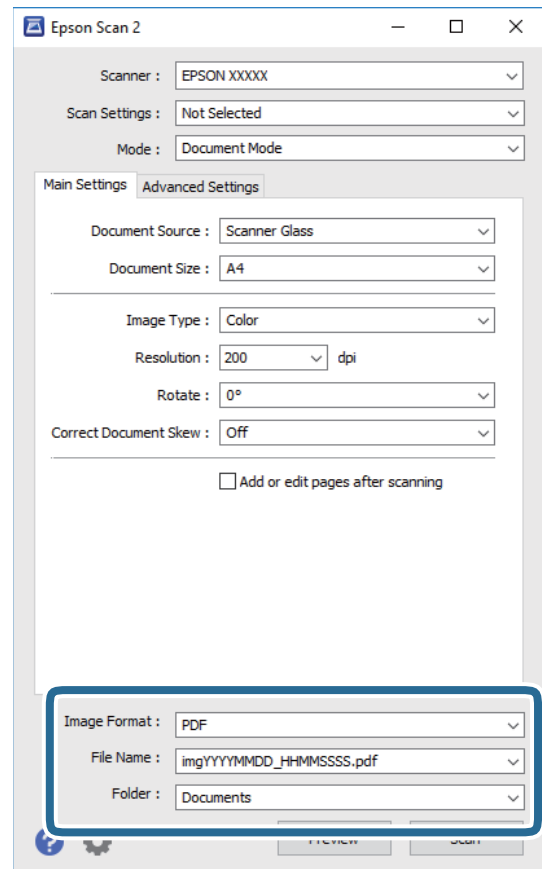 Epson Scan 2
Scanner : EPSON XXXXX
Scan Settings : Not Selected
Mode : Document Mode
Main Settings Advanced Settings
Document Source : Scanner Glass
Document Size : A4
Image Type : Color
Resolution : 200 dpi
Rotate : 0°
Correct Document Skew : Off
Add or edit pages after scanning
Image Format : PDF
File Name : imgYYYYMMDD_HHMMSSSS.pdf
Folder : Documents
? Preview Scan